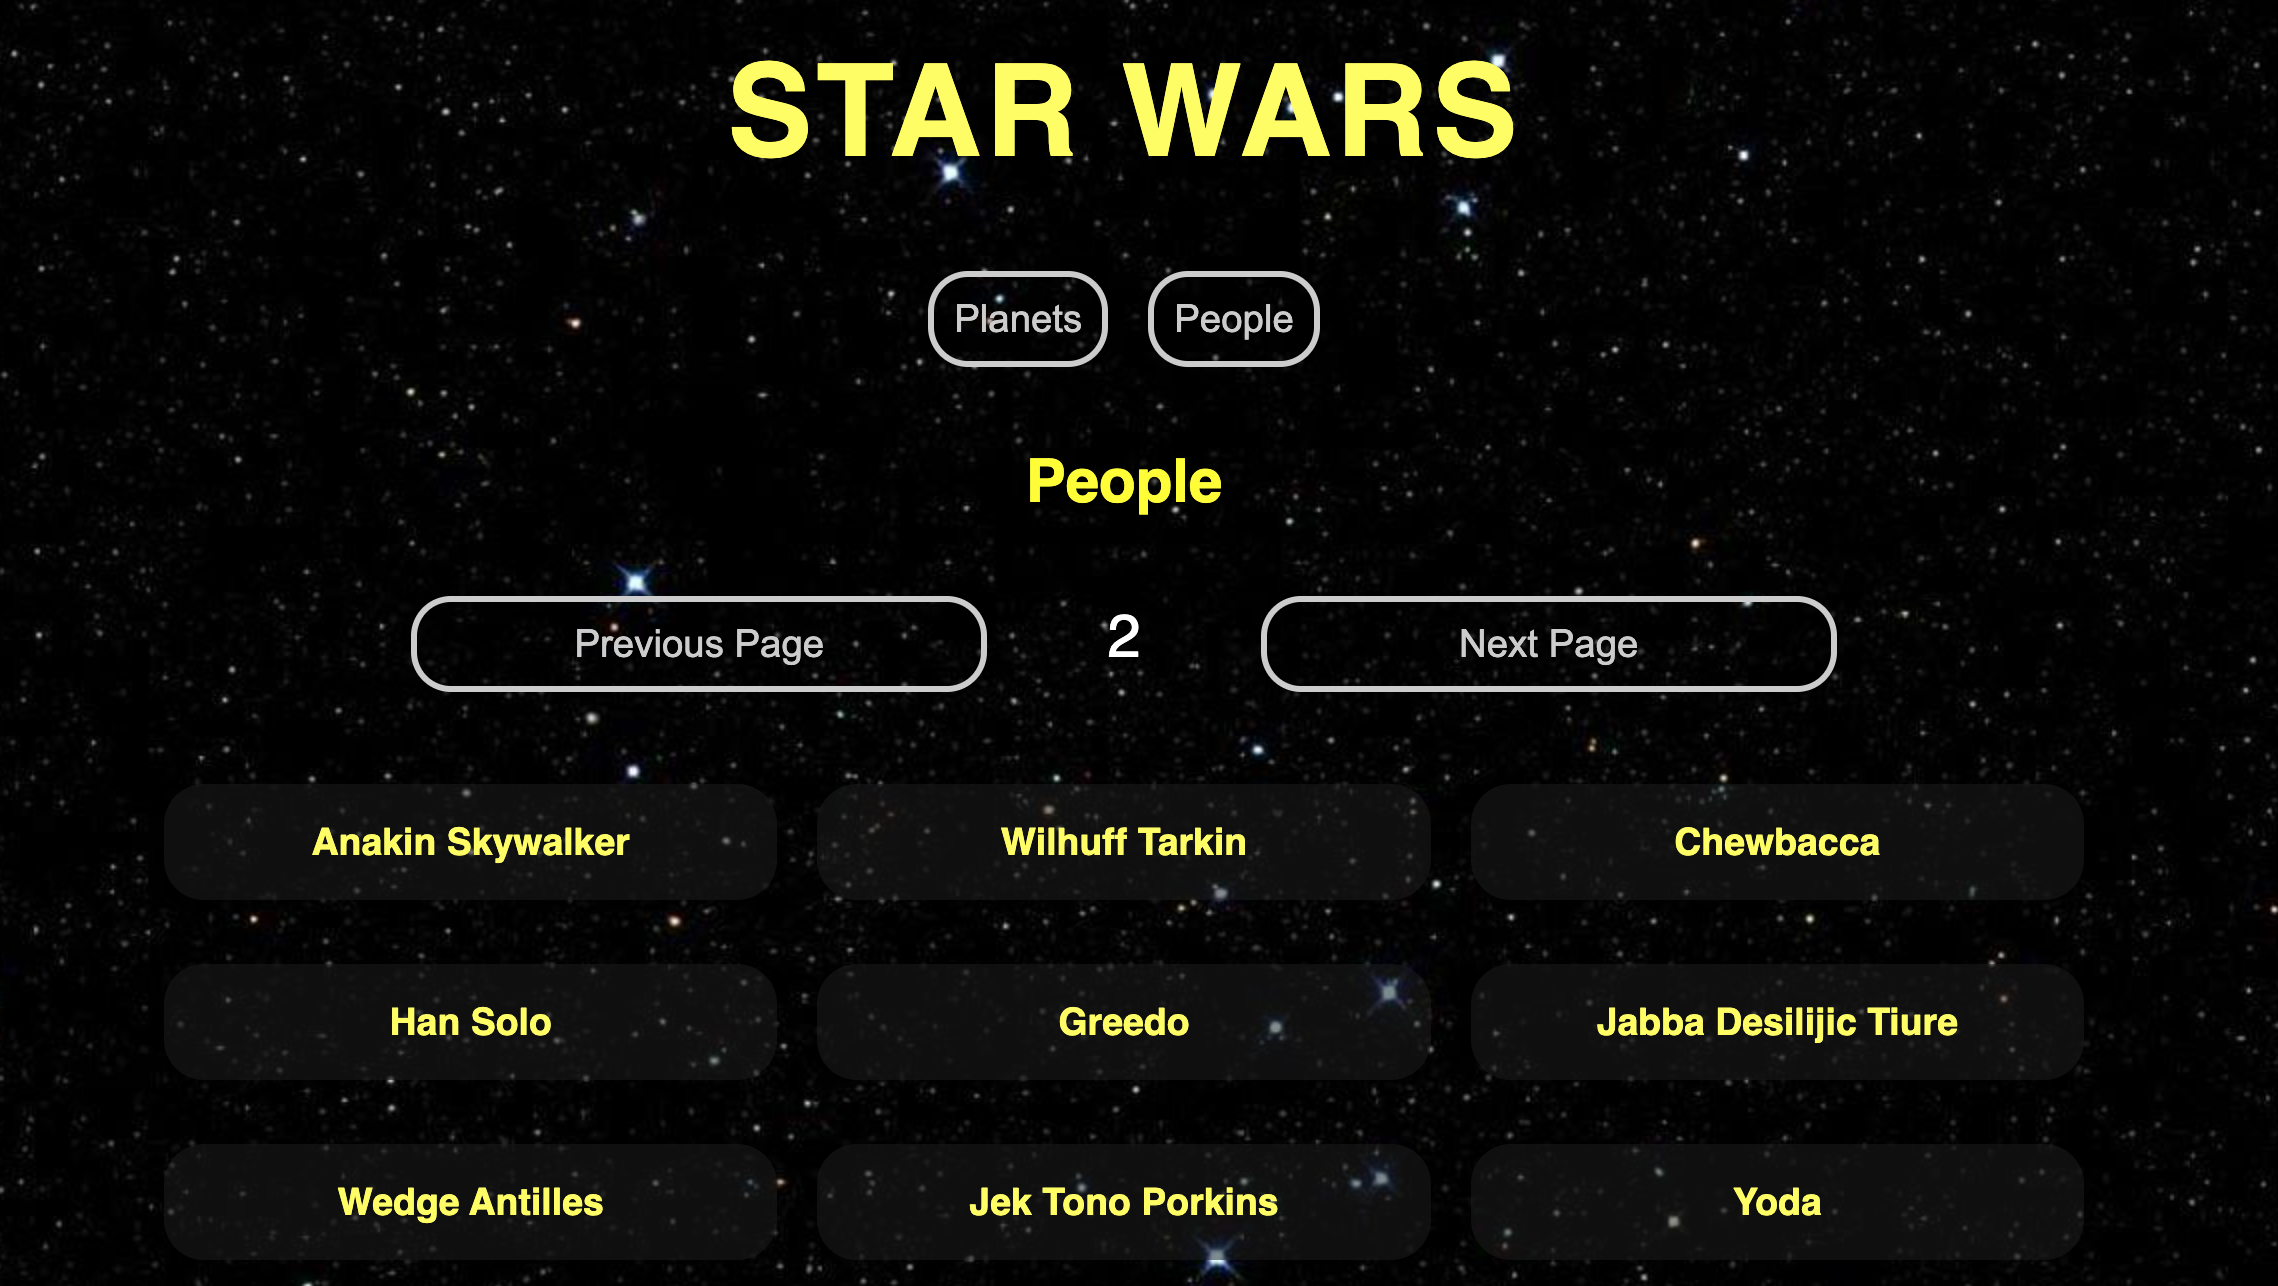 STAR WARS
Planets People
People
Previous Page 2 Next Page
Anakin Skywalker Wilhuff Tarkin Chewbacca
Han Solo Greedo Jabba Desilijic Tiure
Wedge Antilles Jek Tono Porkins Yoda